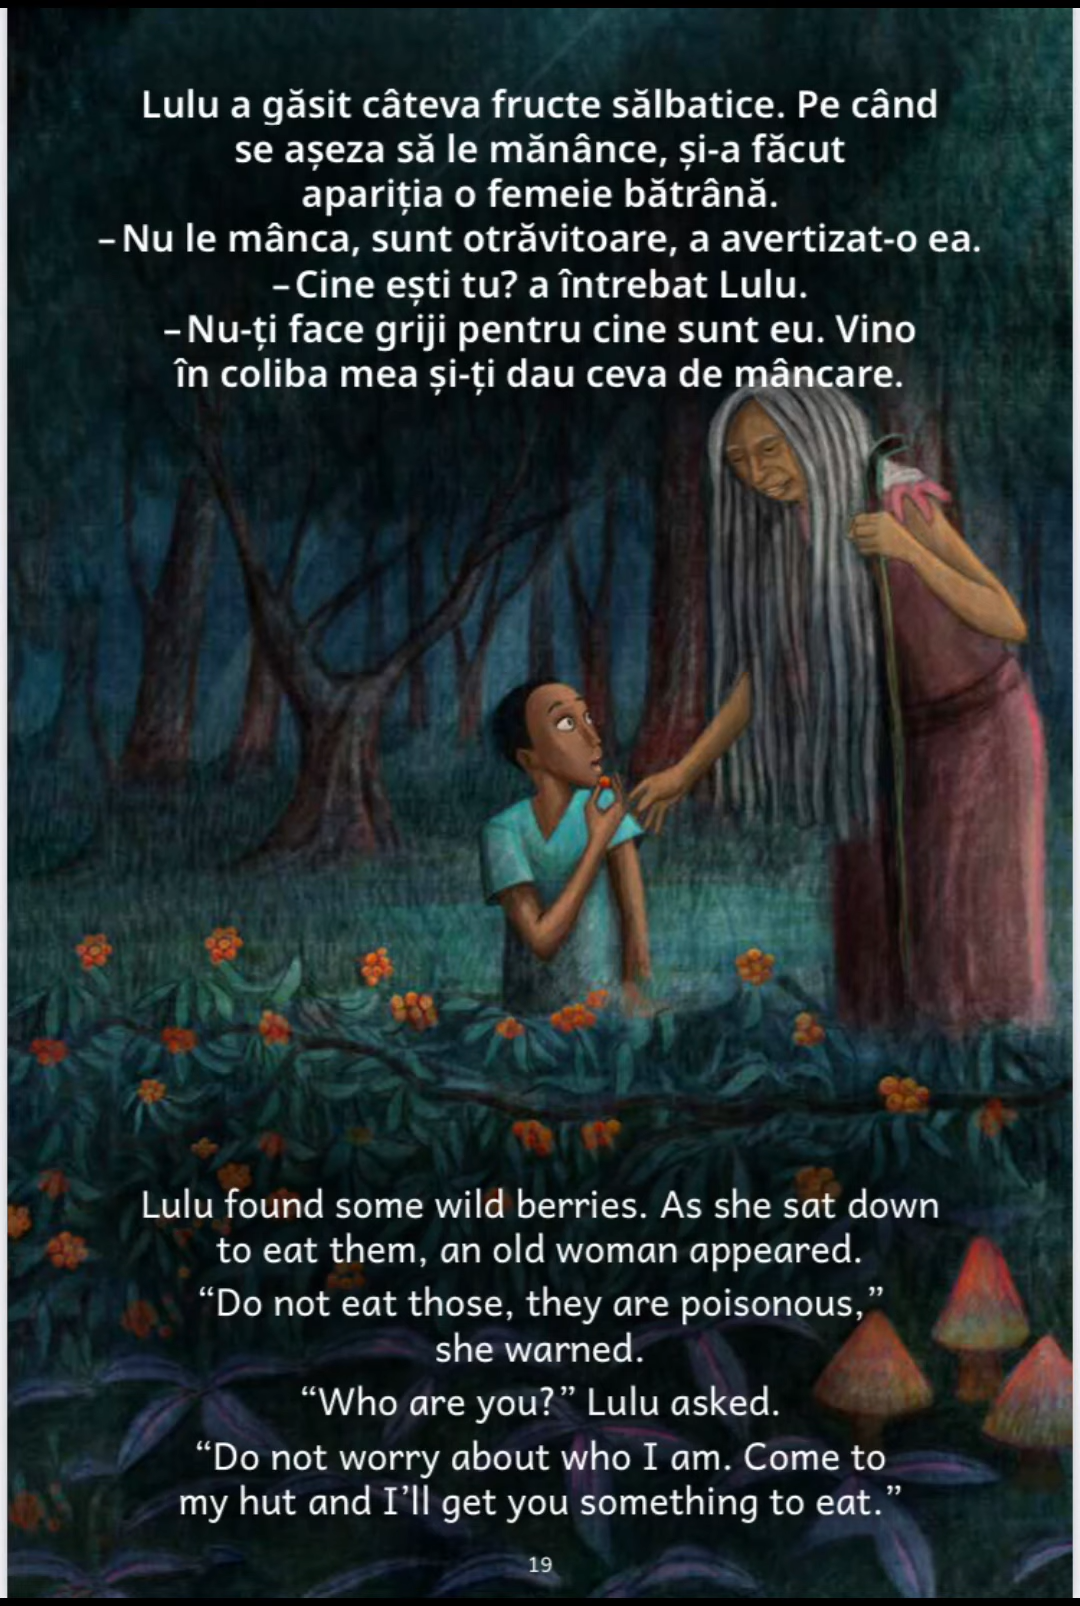 Lulu a găsit câteva fructe sălbatice. Pe când
se așeza să le mănânce, și-a făcut
apariția o femeie bătrână.
– Nu le mânca, sunt otrăvitoare, a avertizat-o ea.
– Cine ești tu? a întrebat Lulu.
– Nu-ți face griji pentru cine sunt eu. Vino
în coliba mea și-ți dau ceva de mâncare.
Lulu found some wild berries. As she sat down
to eat them, an old woman appeared.
“Do not eat those, they are poisonous,”
she warned.
“Who are you?” Lulu asked.
“Do not worry about who I am. Come to
my hut and I’ll get you something to eat.”
19